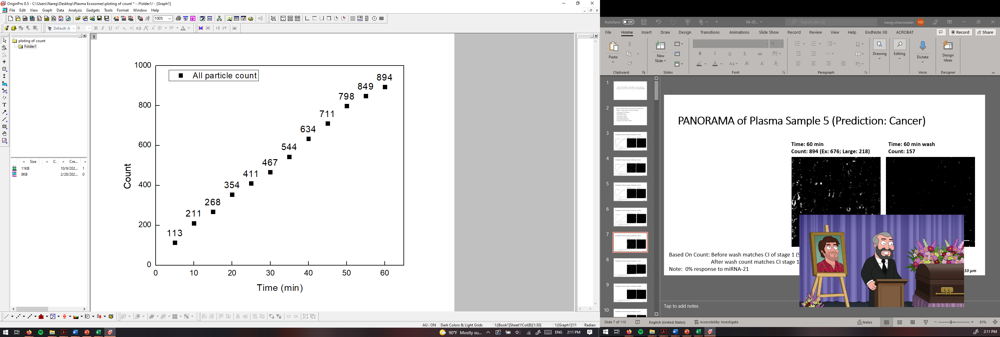 OriginPro 8.5 - C:\Users\Nareg\Desktop\Plasma Exosomes\ploting of count * - /Folder1/ - [Graph1]
File Edit View Graph Data Analysis Gadgets Tools Format Window Help
100%
Default: A 0 B I U
ploting of count
Folder1
Size C. Cre...
11KB 10/9/202... 1
8KB 2/28/202... 0
1
All particle count
1000
800
600
400
200
0
Count
113
211
268
354
411
467
544
634
711
798
849
894
0 10 20 30 40 50 60
Time (min)
AU : ON Dark Colors & Light Grids 1:[Book1]Sheet1!Col(B)[1:30] 1:[Graph1]1!1 Radian
90°F Mostly su... ENG 2:11 PM
AutoSave Off 04-20... Search (Alt+Q) nareg ohannesian NO
File Home Insert Draw Design Transitions Animations Slide Show Record Review View Help EndNote X8 ACROBAT Record Share
Paste New Slide 18 Drawing Editing Dictate Design Ideas
B I U S ab AV
A Aa A A
Clipboard Slides Font Paragraph Voice Designer
1
2
3
4
5
6
7
8
9
10
PANORAMA of Plasma Sample 5 (Prediction: Cancer)
Time: 60 min
Count: 894 (Ex: 676; Large: 218)
Time: 60 min wash
Count: 157
Based On Count: Before wash matches CI of stage 1 (9
After wash count matches CI stage 1
Note: 0% response to miRNA-21
10 µm
Tap to add notes
Slide 7 of 110 English (United States) Accessibility: Investigate Notes 81%
2:11 PM